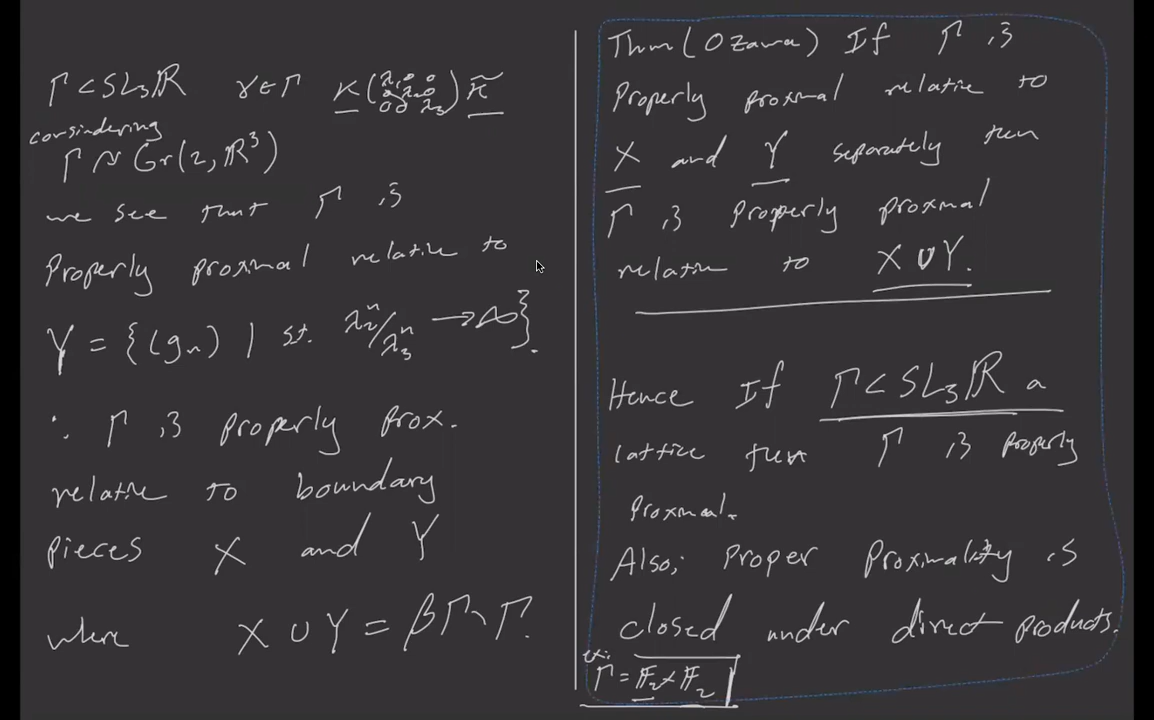 Γ < SL₃ℝ γ∈Γ K(λ₁ 0 0 0 λ₂ 0 0 0 λ₃) K̃
consindering
Γ ↷ Gr(2, ℝ³)
we see that Γ is
Properly proximal relative to
Y = {(gₙ) | st. λ₂ⁿ/λ₃ⁿ → ∞}.
∴ Γ is properly prox.
relative to boundary
pieces X and Y
where X ∪ Y = βΓ \ Γ.
Thm (Ozawa) If Γ is
Properly proximal relative to
X and Y separately then
Γ is properly proximal
relative to X ∪ Y.
Hence If Γ < SL₃ℝ a
lattice then Γ is properly
Proximal.
Also; Proper Proximality is
closed under direct products.
ex:
Γ = 𝔽₂ × 𝔽₂